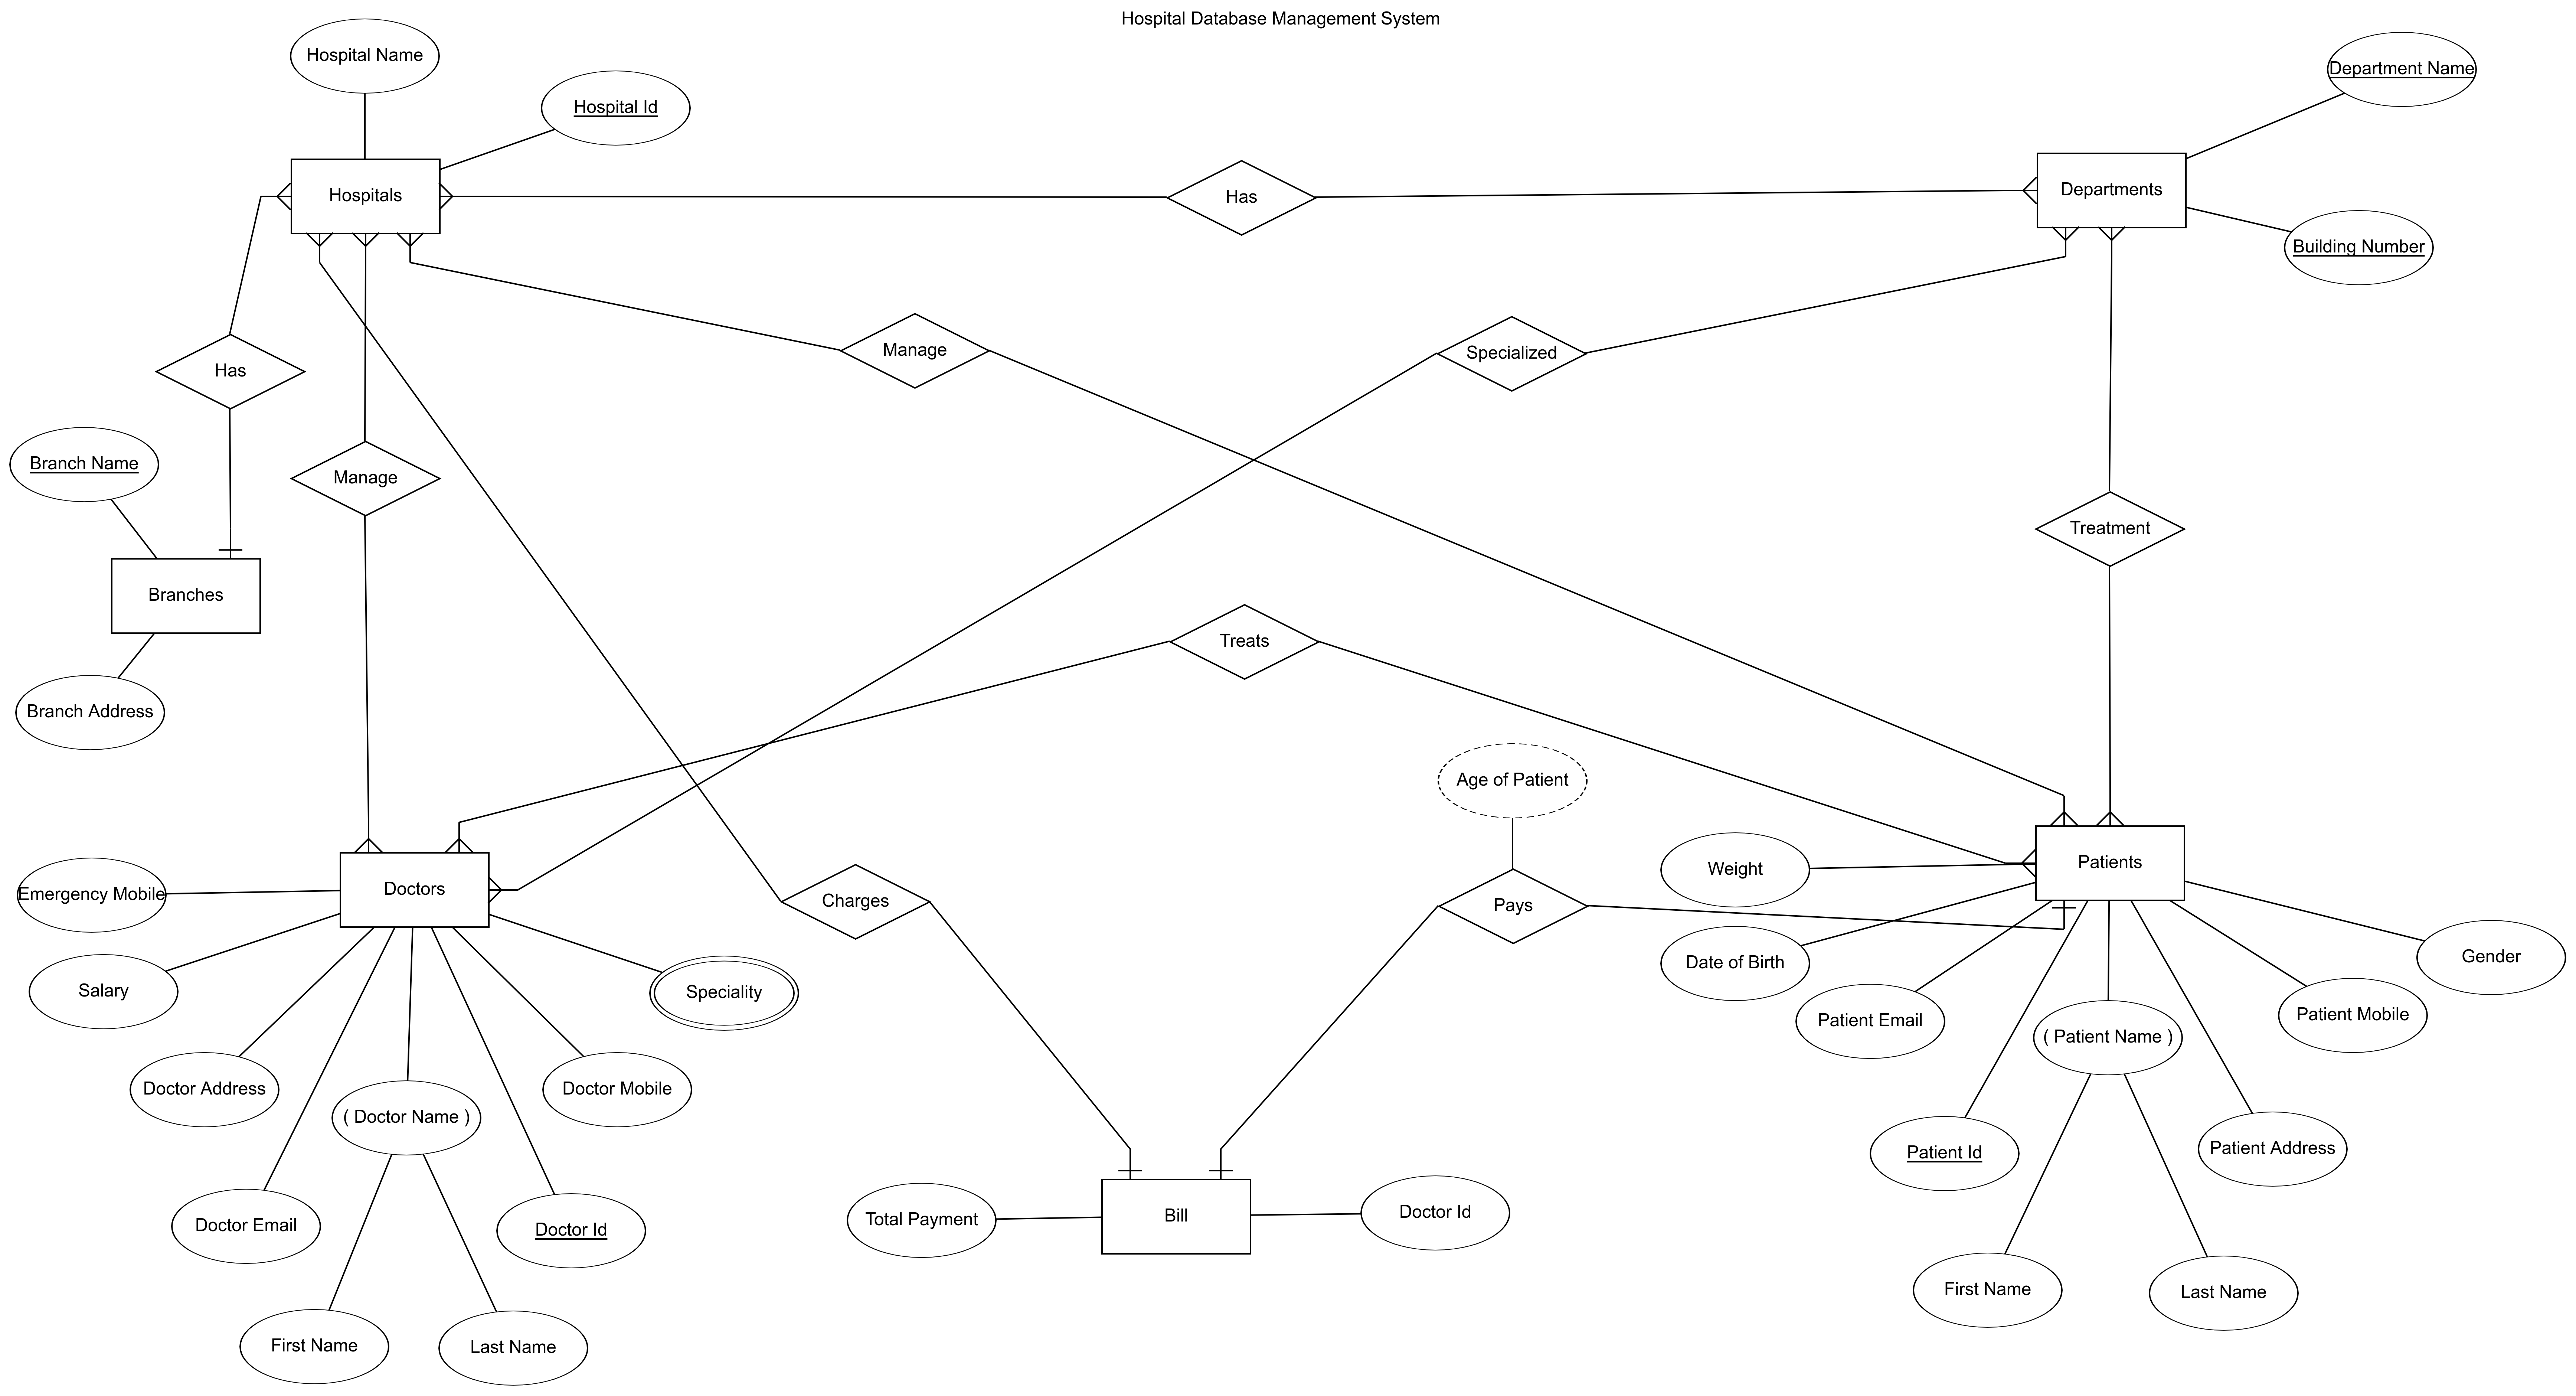 Hospital Database Management System
Hospital Name
Department Name
Hospital Id
Hospitals
Has
Departments
Building Number
Manage
Specialized
Has
Branch Name
Manage
Treatment
Branches
Treats
Branch Address
Age of Patient
Weight
Patients
Doctors
Emergency Mobile
Charges
Pays
Date of Birth
Gender
Salary
Speciality
Patient Email
Patient Mobile
( Patient Name )
Doctor Address
Doctor Mobile
( Doctor Name )
Patient Id
Patient Address
Doctor Email
Doctor Id
Total Payment
Bill
Doctor Id
First Name
Last Name
First Name
Last Name